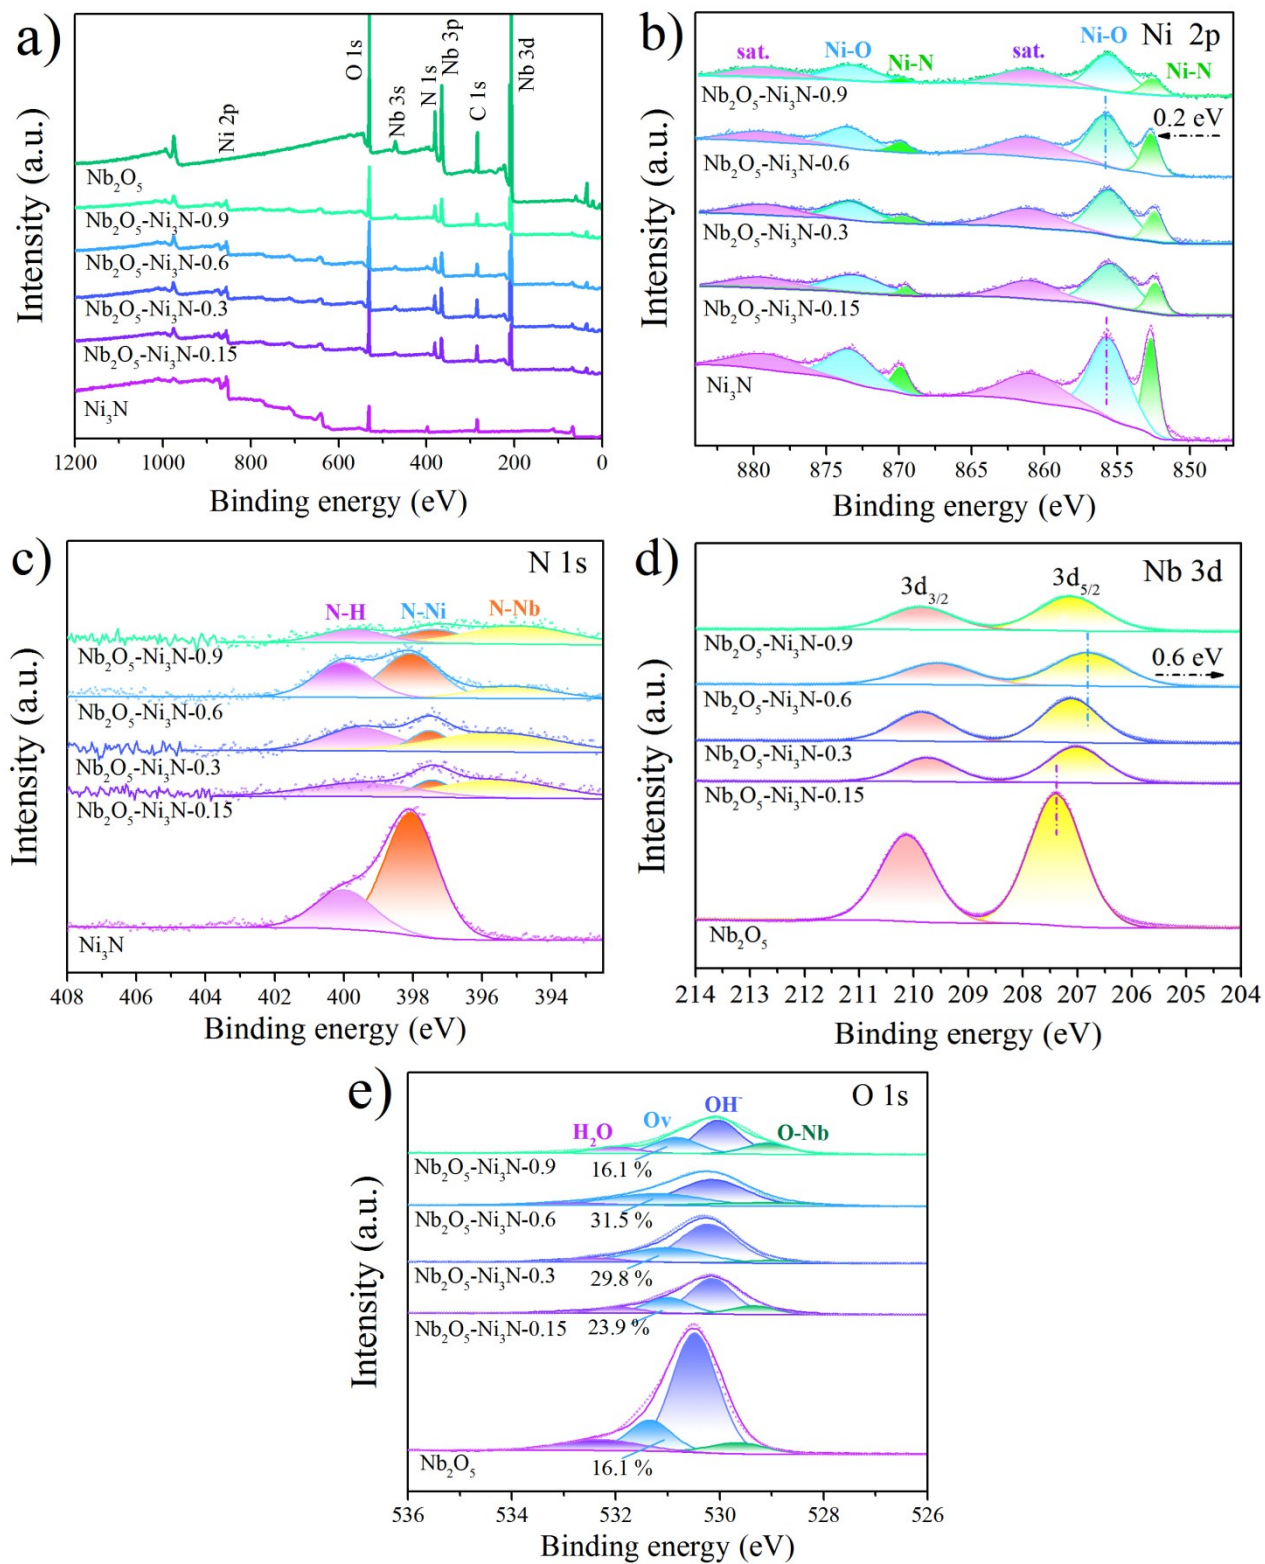 a)
O 1s
Nb 3s
N 1s
Nb 3p
C 1s
Nb 3d
Ni 2p
Nb₂O₅
Nb₂O₅-Ni₃N-0.9
Nb₂O₅-Ni₃N-0.6
Nb₂O₅-Ni₃N-0.3
Nb₂O₅-Ni₃N-0.15
Ni₃N
1200 1000 800 600 400 200 0
Binding energy (eV)
Intensity (a.u.)
b)
Ni 2p
sat. Ni-O Ni-N sat. Ni-O Ni-N
Nb₂O₅-Ni₃N-0.9
0.2 eV
Nb₂O₅-Ni₃N-0.6
Nb₂O₅-Ni₃N-0.3
Nb₂O₅-Ni₃N-0.15
Ni₃N
880 875 870 865 860 855 850
Binding energy (eV)
Intensity (a.u.)
c)
N 1s
N-H N-Ni N-Nb
Nb₂O₅-Ni₃N-0.9
Nb₂O₅-Ni₃N-0.6
Nb₂O₅-Ni₃N-0.3
Nb₂O₅-Ni₃N-0.15
Ni₃N
408 406 404 402 400 398 396 394
Binding energy (eV)
Intensity (a.u.)
d)
Nb 3d
3d₃/₂ 3d₅/₂
Nb₂O₅-Ni₃N-0.9
0.6 eV
Nb₂O₅-Ni₃N-0.6
Nb₂O₅-Ni₃N-0.3
Nb₂O₅-Ni₃N-0.15
Nb₂O₅
214 213 212 211 210 209 208 207 206 205 204
Binding energy (eV)
Intensity (a.u.)
e)
O 1s
H₂O Ov OH⁻ O-Nb
Nb₂O₅-Ni₃N-0.9 16.1 %
Nb₂O₅-Ni₃N-0.6 31.5 %
Nb₂O₅-Ni₃N-0.3 29.8 %
Nb₂O₅-Ni₃N-0.15 23.9 %
Nb₂O₅ 16.1 %
536 534 532 530 528 526
Binding energy (eV)
Intensity (a.u.)